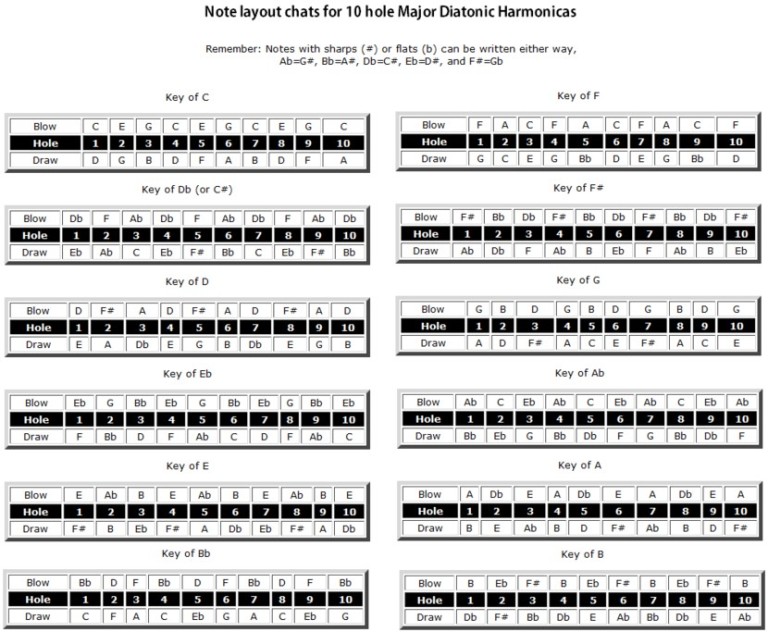 Note layout chats for 10 hole Major Diatonic Harmonicas
Remember: Notes with sharps (#) or flats (b) can be written either way,
Ab=G#, Bb=A#, Db=C#, Eb=D#, and F#=Gb
Key of C
Blow C E G C E G C E G C
Hole 1 2 3 4 5 6 7 8 9 10
Draw D G B D F A B D F A
Key of Db (or C#)
Blow Db F Ab Db F Ab Db F Ab Db
Hole 1 2 3 4 5 6 7 8 9 10
Draw Eb Ab C Eb F# Bb C Eb F# Bb
Key of D
Blow D F# A D F# A D F# A D
Hole 1 2 3 4 5 6 7 8 9 10
Draw E A Db E G B Db E G B
Key of Eb
Blow Eb G Bb Eb G Bb Eb G Bb Eb
Hole 1 2 3 4 5 6 7 8 9 10
Draw F Bb D F Ab C D F Ab C
Key of E
Blow E Ab B E Ab B E Ab B E
Hole 1 2 3 4 5 6 7 8 9 10
Draw F# B Eb F# A Db Eb F# A Db
Key of Bb
Blow Bb D F Bb D F Bb D F Bb
Hole 1 2 3 4 5 6 7 8 9 10
Draw C F A C Eb G A C Eb G
Key of F
Blow F A C F A C F A C F
Hole 1 2 3 4 5 6 7 8 9 10
Draw G C E G Bb D E G Bb D
Key of F#
Blow F# Bb Db F# Bb Db F# Bb Db F#
Hole 1 2 3 4 5 6 7 8 9 10
Draw Ab Db F Ab B Eb F Ab B Eb
Key of G
Blow G B D G B D G B D G
Hole 1 2 3 4 5 6 7 8 9 10
Draw A D F# A C E F# A C E
Key of Ab
Blow Ab C Eb Ab C Eb Ab C Eb Ab
Hole 1 2 3 4 5 6 7 8 9 10
Draw Bb Eb G Bb Db F G Bb Db F
Key of A
Blow A Db E A Db E A Db E A
Hole 1 2 3 4 5 6 7 8 9 10
Draw B E Ab B D F# Ab B D F#
Key of B
Blow B Eb F# B Eb F# B Eb F# B
Hole 1 2 3 4 5 6 7 8 9 10
Draw Db F# Bb Db E Ab Bb Db E Ab